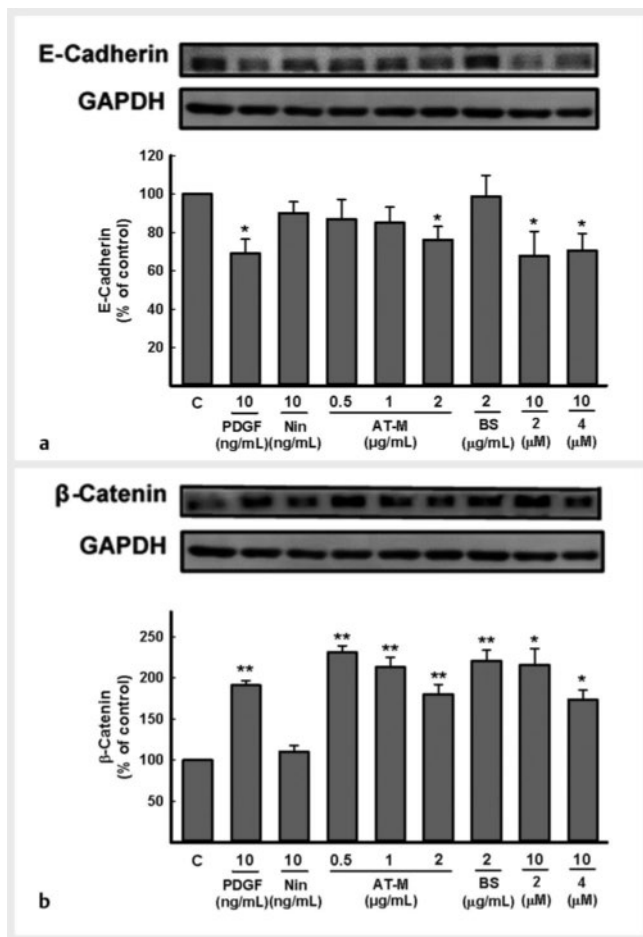 E-Cadherin
GAPDH
120
100
80
60
40
20
E-Cadherin
(% of control)
* * * *
C 10 10 0.5 1 2 2 10 10
PDGF Nin AT-M BS 2 4
(ng/mL) (ng/mL) (µg/mL) (µg/mL) (µM) (µM)
a
β-Catenin
GAPDH
250
200
150
100
50
β-Catenin
(% of control)
** ** ** ** ** * *
C 10 10 0.5 1 2 2 10 10
PDGF Nin AT-M BS 2 4
(ng/mL) (ng/mL) (µg/mL) (µg/mL) (µM) (µM)
b